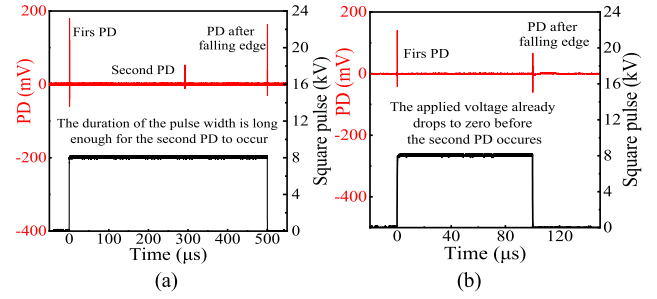 200
0
-200
-400
PD (mV)
Firs PD
PD after
falling edge
Second PD
The duration of the pulse width is long
enough for the second PD to occur
24
20
16
12
8
4
0
Square pulse (kV)
0 100 200 300 400 500
Time (μs)
(a)
200
0
-200
-400
PD (mV)
Firs PD
PD after
falling edge
The applied voltage already
drops to zero before
the second PD occures
24
20
16
12
8
4
0
Square pulse (kV)
0 40 80 120
Time (μs)
(b)